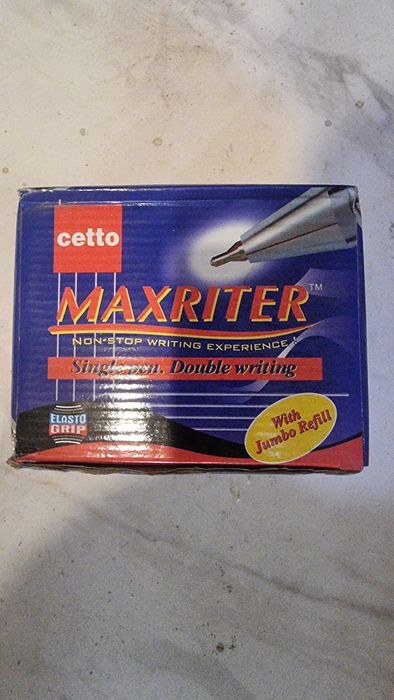 cetto
MAXRITER™
NON-STOP WRITING EXPERIENCE!
Single pen. Double writing
ELASTO
GRIP
With
Jumbo Refill